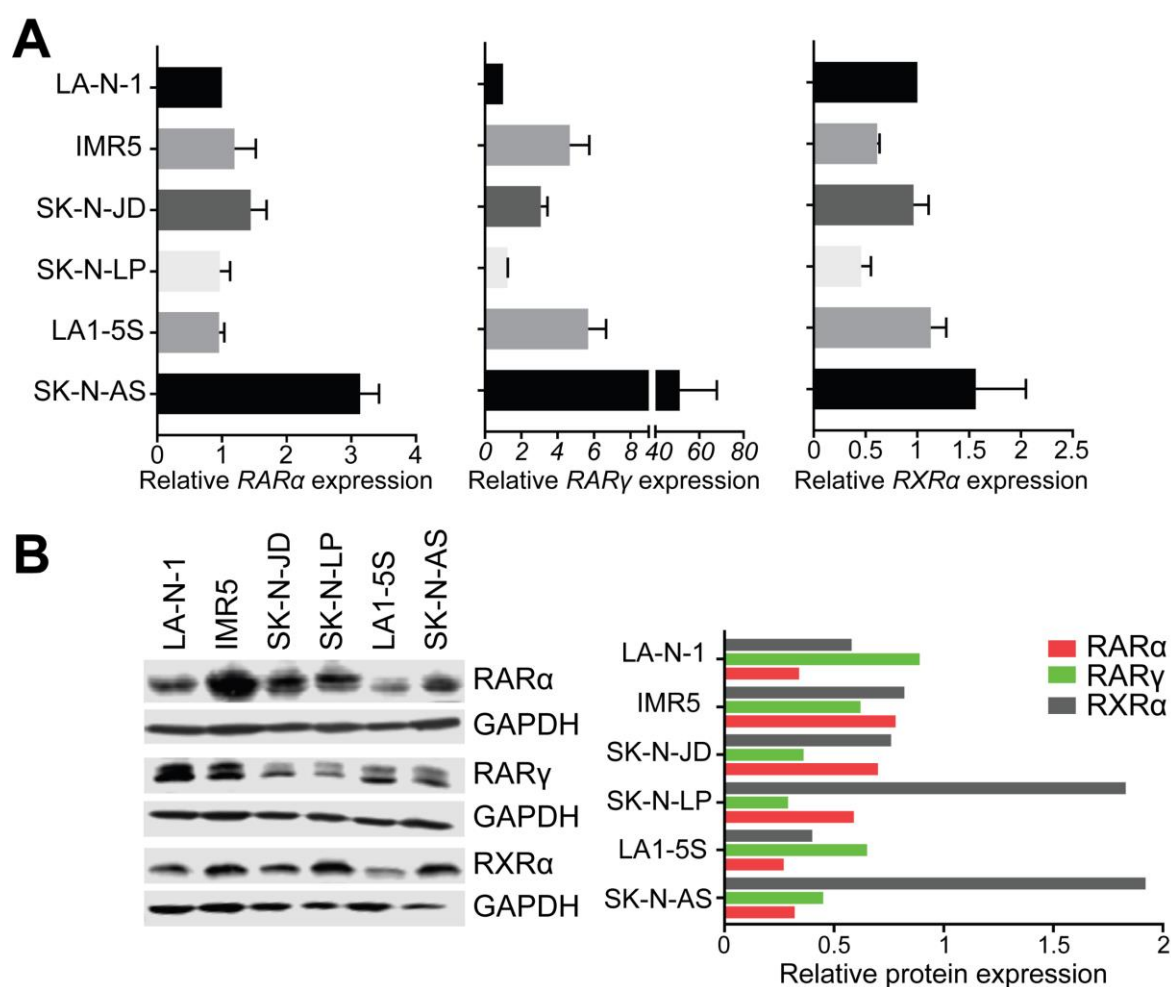 A
LA-N-1
IMR5
SK-N-JD
SK-N-LP
LA1-5S
SK-N-AS
0 1 2 3 4
Relative RARα expression
0 2 4 6 8 40 60 80
Relative RARγ expression
0 0.5 1 1.5 2 2.5
Relative RXRα expression
B
LA-N-1
IMR5
SK-N-JD
SK-N-LP
LA1-5S
SK-N-AS
RARα
GAPDH
RARγ
GAPDH
RXRα
GAPDH
LA-N-1
IMR5
SK-N-JD
SK-N-LP
LA1-5S
SK-N-AS
RARα
RARγ
RXRα
0 0.5 1 1.5 2
Relative protein expression